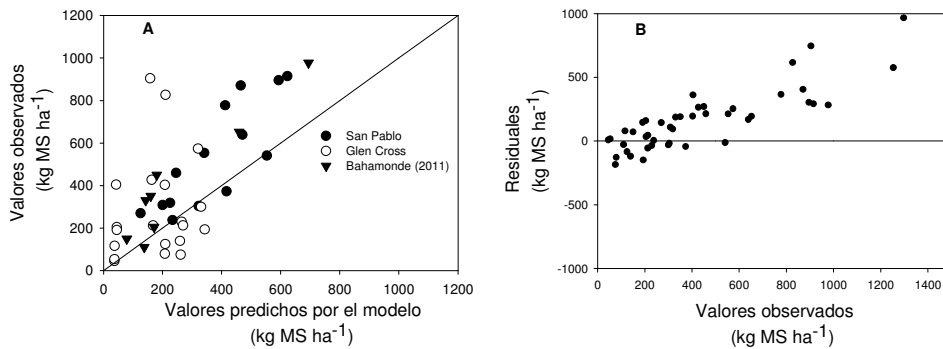 A
Valores observados
(kg MS ha-1)
1200
1000
800
600
400
200
0
San Pablo
Glen Cross
Bahamonde (2011)
0 200 400 600 800 1000 1200
Valores predichos por el modelo
(kg MS ha-1)
B
Residuales
(kg MS ha-1)
1000
500
0
-500
-1000
0 200 400 600 800 1000 1200 1400
Valores observados
(kg MS ha-1)